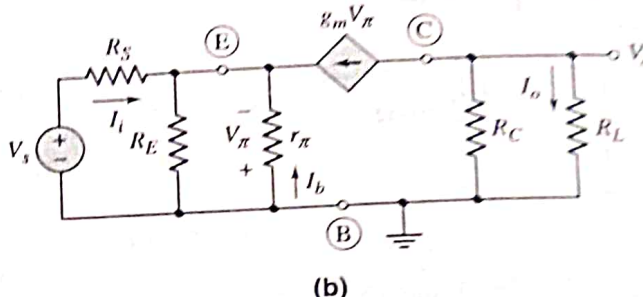 g_m V_π
E
C
R_S
V
I_i
I_o
V_s
+
−
R_E
−
V_π
+
r_π
I_b
R_C
R_L
B
(b)